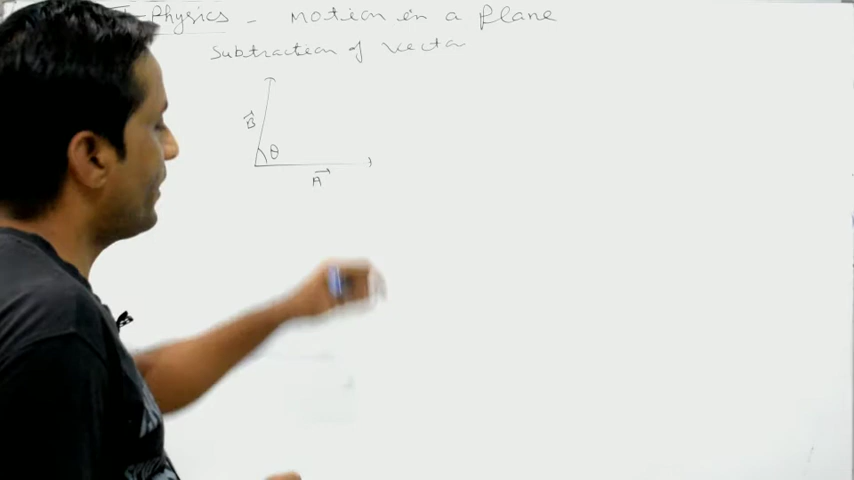 Physics - Motion in a Plane
Subtraction of Vector
B
θ
A